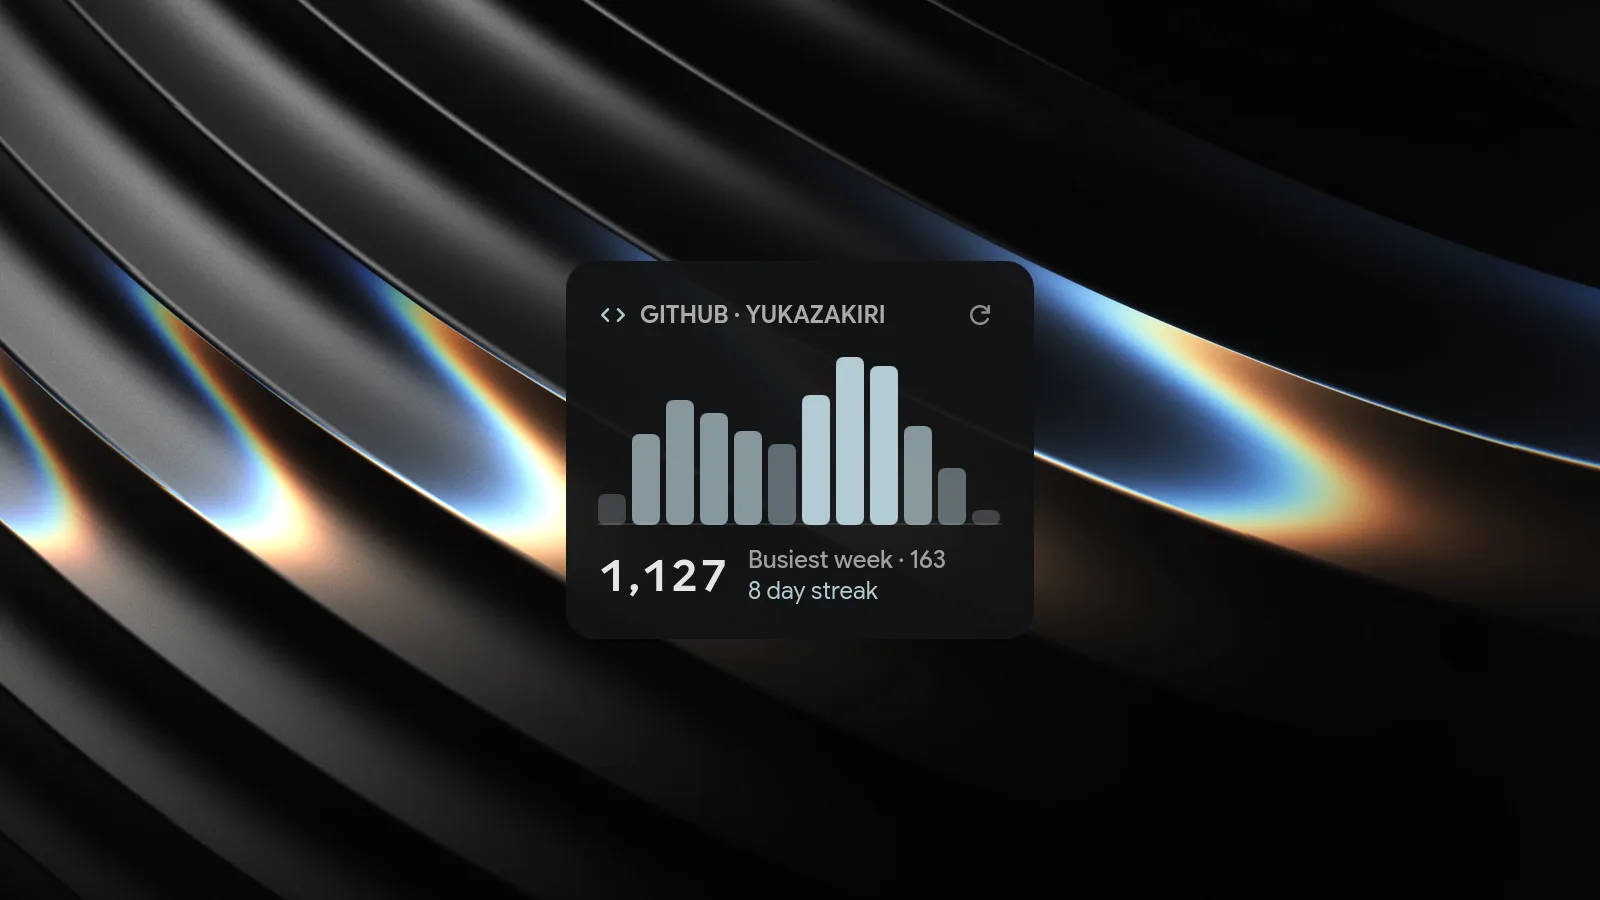 GITHUB · YUKAZAKIRI
1,127
Busiest week · 163
8 day streak